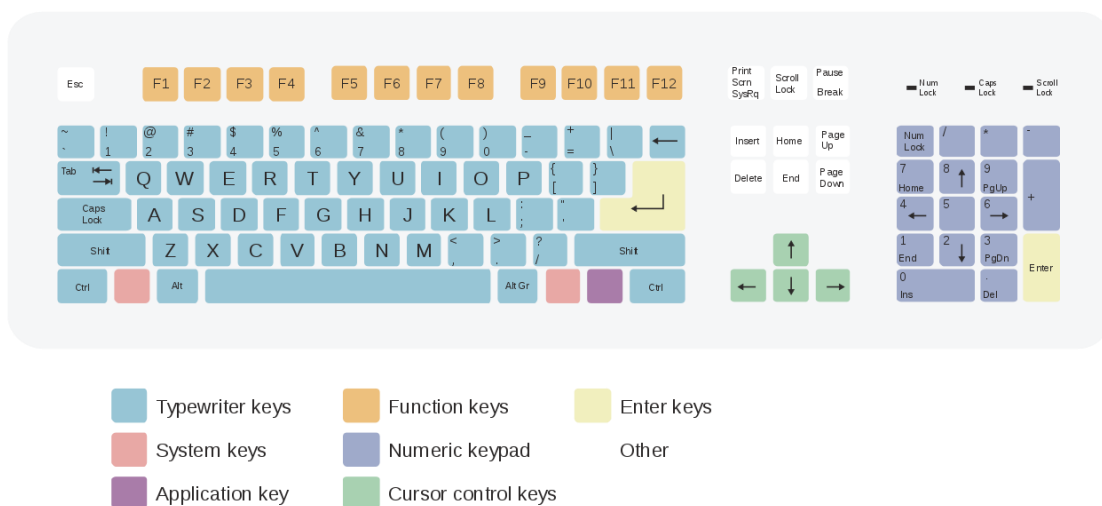 Esc F1 F2 F3 F4 F5 F6 F7 F8 F9 F10 F11 F12 Print Scrn SysRq Scroll Lock Pause Break Num Lock Caps Lock Scroll Lock
~ ` ! 1 @ 2 # 3 $ 4 % 5 ^ 6 & 7 * 8 ( 9 ) 0 _ - + = | \ ← Insert Home Page Up Num Lock / * -
Tab Q W E R T Y U I O P { [ } ] Delete End Page Down 7 Home 8 ↑ 9 PgUp +
Caps Lock A S D F G H J K L : ; " ' 4 ← 5 6 →
Shift Z X C V B N M < , > . ? / Shift ↑ 1 End 2 ↓ 3 PgDn Enter
Ctrl Alt Alt Gr Ctrl ← ↓ → 0 Ins . Del
Typewriter keys Function keys Enter keys
System keys Numeric keypad Other
Application key Cursor control keys